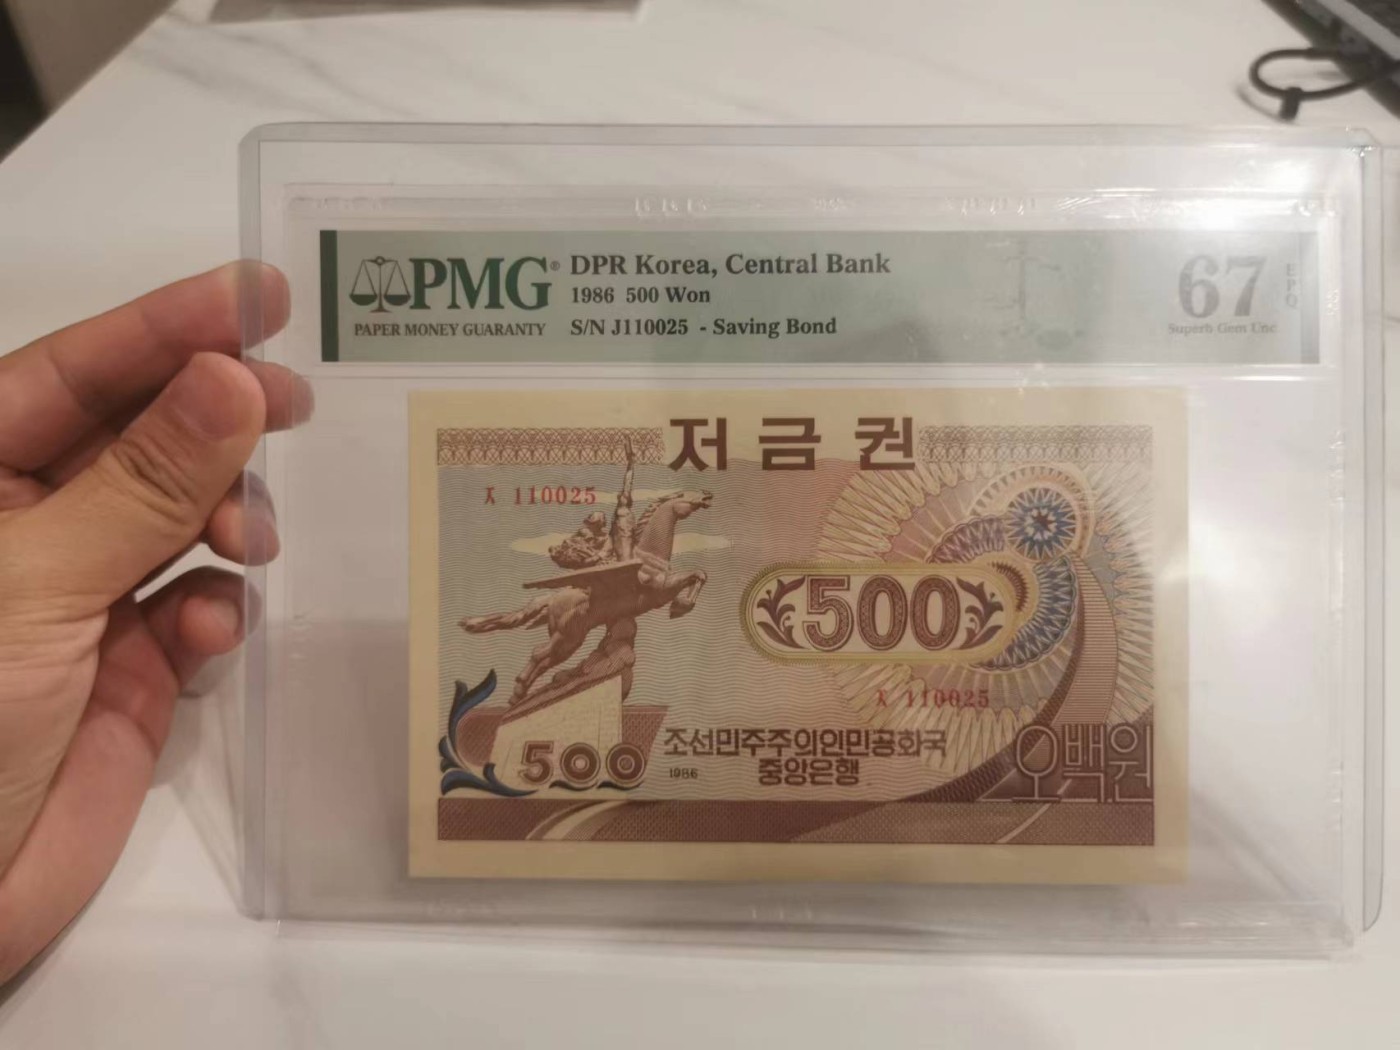 PMG®
PAPER MONEY GUARANTY
DPR Korea, Central Bank
1986 500 Won
S/N J110025 - Saving Bond
67 EPQ
Superb Gem Unc
저금권
ㅈ 110025
500
ㅈ 110025
500
1986
조선민주주의인민공화국
중앙은행
오백원